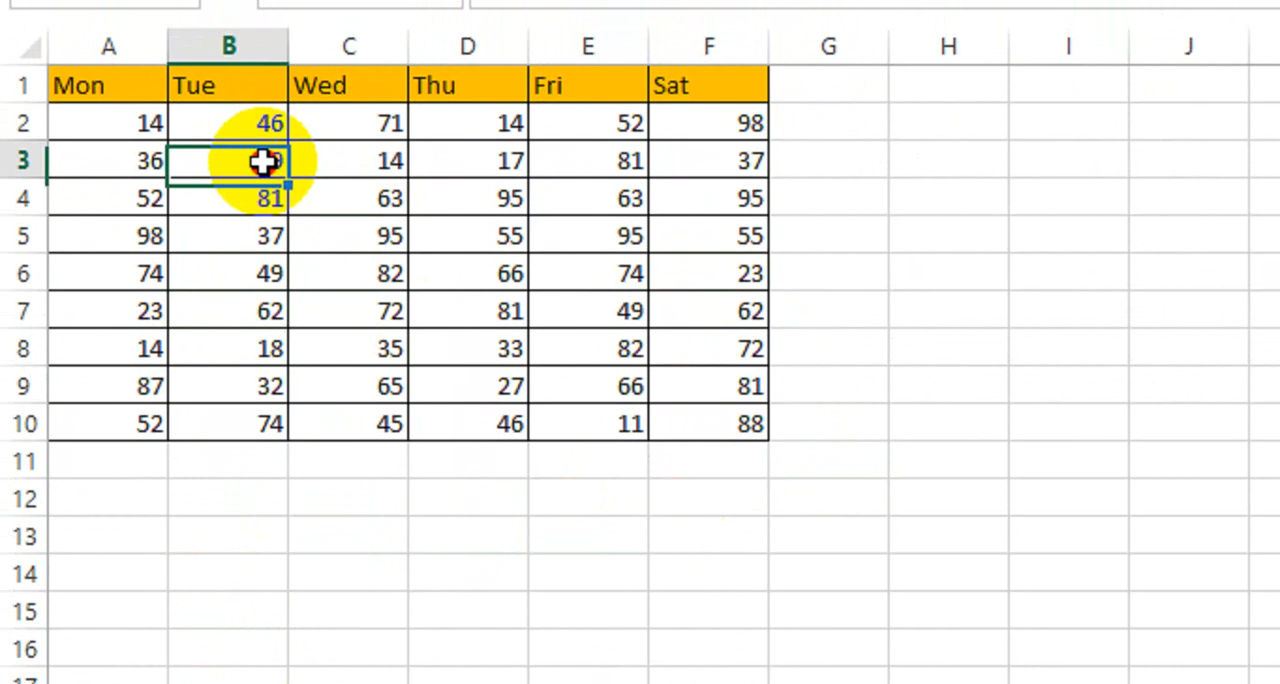 A B C D E F G H I J
1 Mon Tue Wed Thu Fri Sat
2 14 46 71 14 52 98
3 36 14 17 81 37
4 52 81 63 95 63 95
5 98 37 95 55 95 55
6 74 49 82 66 74 23
7 23 62 72 81 49 62
8 14 18 35 33 82 72
9 87 32 65 27 66 81
10 52 74 45 46 11 88
11
12
13
14
15
16